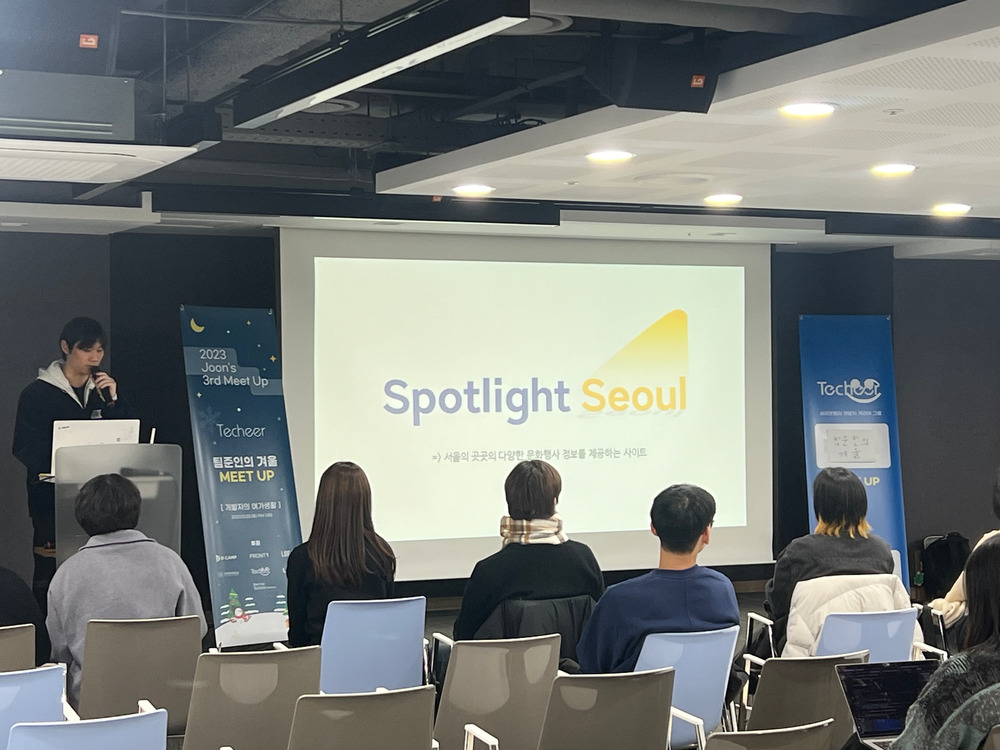 2023
Joon's
3rd Meet Up
Techeer
팀준인의 겨울
MEET UP
[ 개발자의 여가생활 ]
D·CAMP
FRONT1
Spotlight Seoul
=) 서울의 곳곳의 다양한 문화행사 정보를 제공하는 사이트
Techeer
팀준인의
겨울
UP